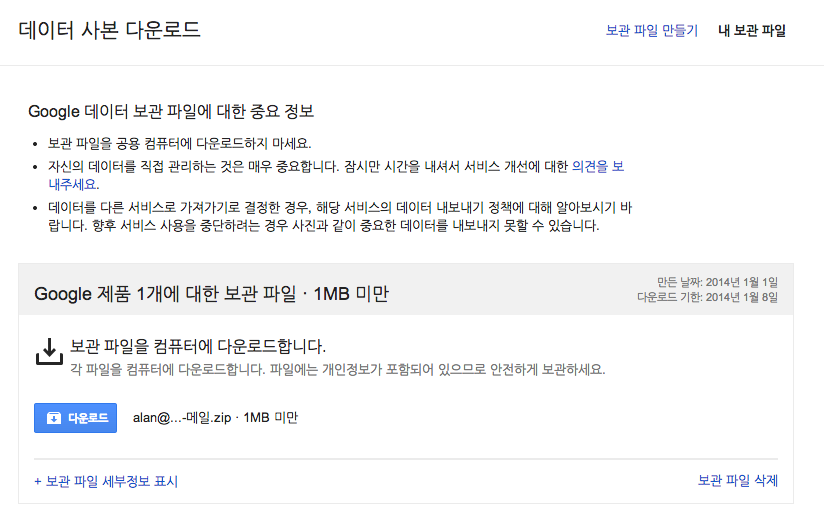 데이터 사본 다운로드
보관 파일 만들기 내 보관 파일
Google 데이터 보관 파일에 대한 중요 정보
• 보관 파일을 공용 컴퓨터에 다운로드하지 마세요.
• 자신의 데이터를 직접 관리하는 것은 매우 중요합니다. 잠시만 시간을 내셔서 서비스 개선에 대한 의견을 보
내주세요.
• 데이터를 다른 서비스로 가져가기로 결정한 경우, 해당 서비스의 데이터 내보내기 정책에 대해 알아보시기 바
랍니다. 향후 서비스 사용을 중단하려는 경우 사진과 같이 중요한 데이터를 내보내지 못할 수 있습니다.
Google 제품 1개에 대한 보관 파일 · 1MB 미만
만든 날짜: 2014년 1월 1일
다운로드 기한: 2014년 1월 8일
보관 파일을 컴퓨터에 다운로드합니다.
각 파일을 컴퓨터에 다운로드합니다. 파일에는 개인정보가 포함되어 있으므로 안전하게 보관하세요.
다운로드 alan@...-메일.zip · 1MB 미만
+ 보관 파일 세부정보 표시 보관 파일 삭제